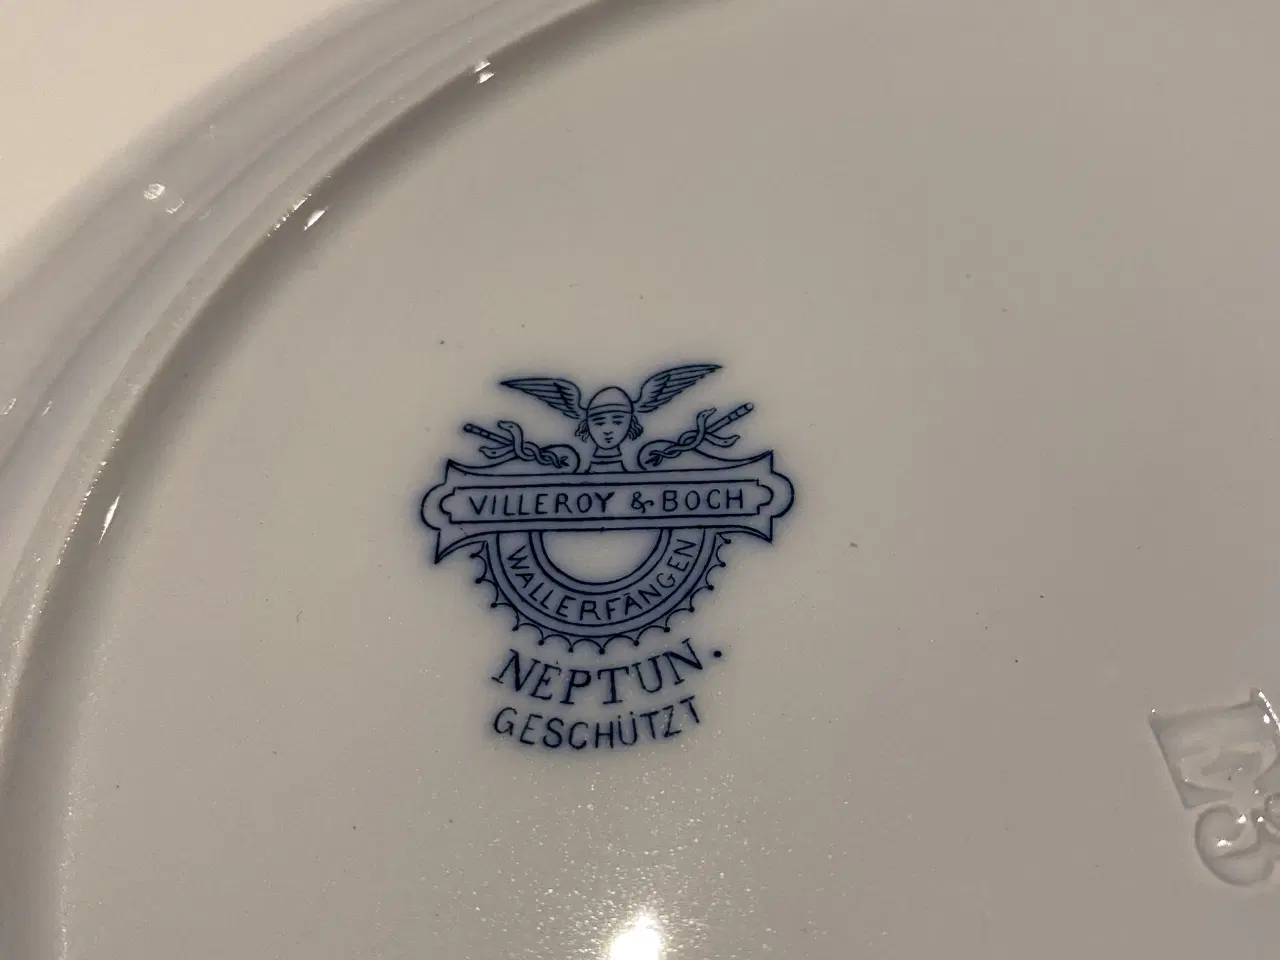 VILLEROY & BOCH
WALLERFANGEN
NEPTUN.
GESCHÜTZT